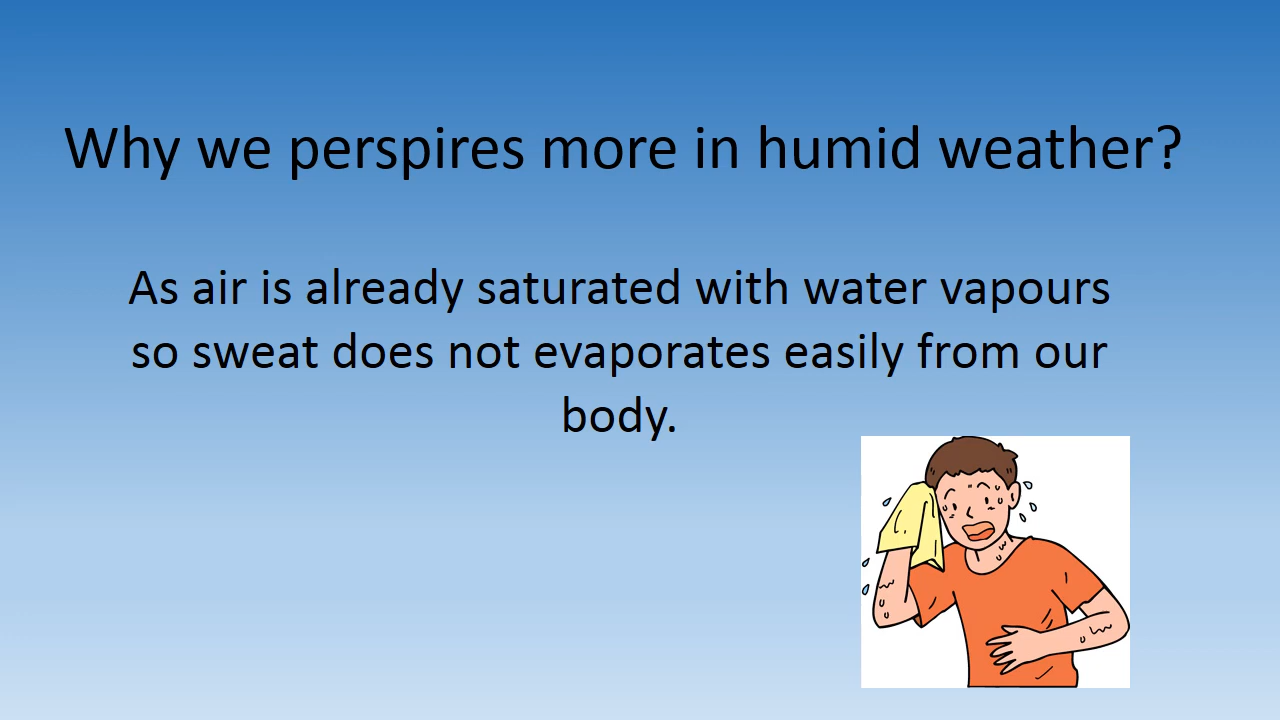 Why we perspires more in humid weather?
As air is already saturated with water vapours
so sweat does not evaporates easily from our
body.